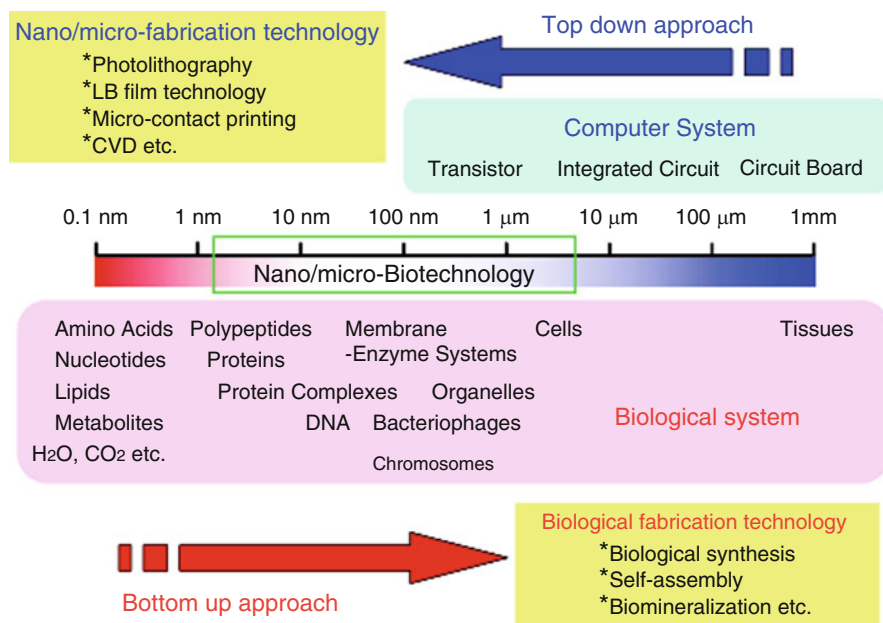 Nano/micro-fabrication technology
*Photolithography
*LB film technology
*Micro-contact printing
*CVD etc.
Top down approach
Computer System
Transistor Integrated Circuit Circuit Board
0.1 nm 1 nm 10 nm 100 nm 1 μm 10 μm 100 μm 1mm
Nano/micro-Biotechnology
Amino Acids Polypeptides Membrane Cells Tissues
Nucleotides Proteins -Enzyme Systems
Lipids Protein Complexes Organelles
Metabolites DNA Bacteriophages Biological system
H2O, CO2 etc. Chromosomes
Biological fabrication technology
*Biological synthesis
*Self-assembly
*Biomineralization etc.
Bottom up approach